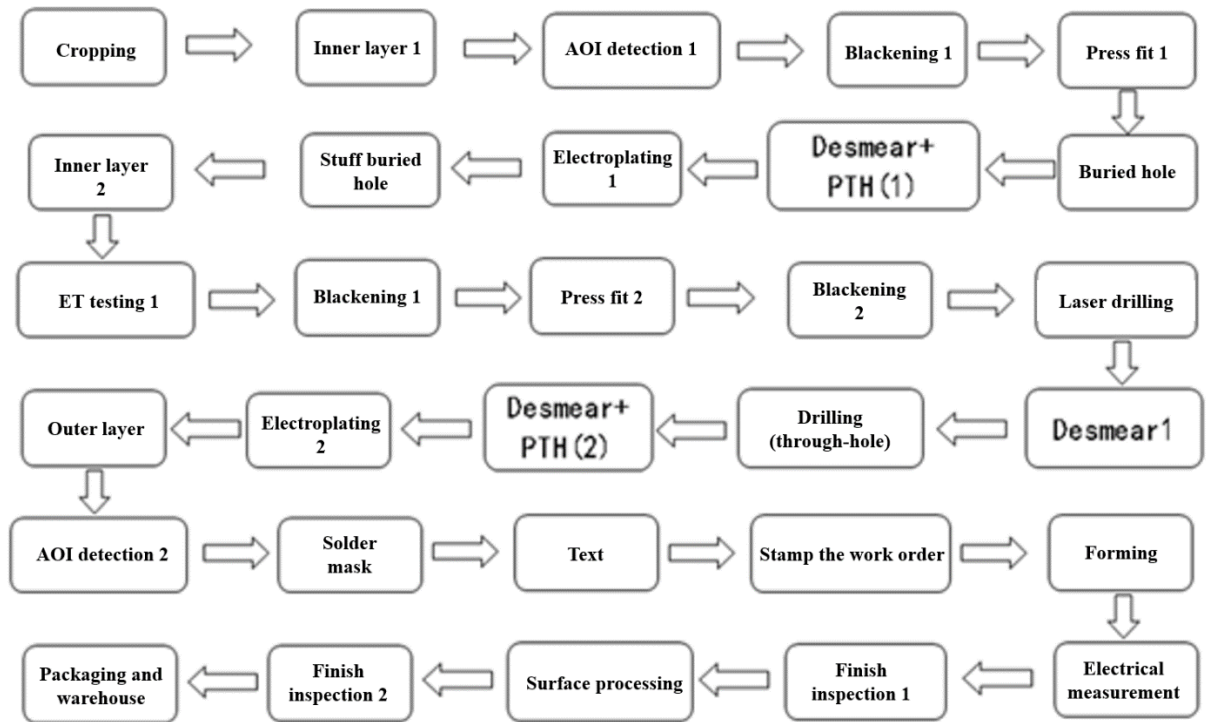 Cropping
Inner layer 1
AOI detection 1
Blackening 1
Press fit 1
Buried hole
Desmear+
PTH(1)
Electroplating
1
Stuff buried
hole
Inner layer
2
ET testing 1
Blackening 1
Press fit 2
Blackening
2
Laser drilling
Desmear1
Drilling
(through-hole)
Desmear+
PTH(2)
Electroplating
2
Outer layer
AOI detection 2
Solder
mask
Text
Stamp the work order
Forming
Electrical
measurement
Finish
inspection 1
Surface processing
Finish
inspection 2
Packaging and
warehouse